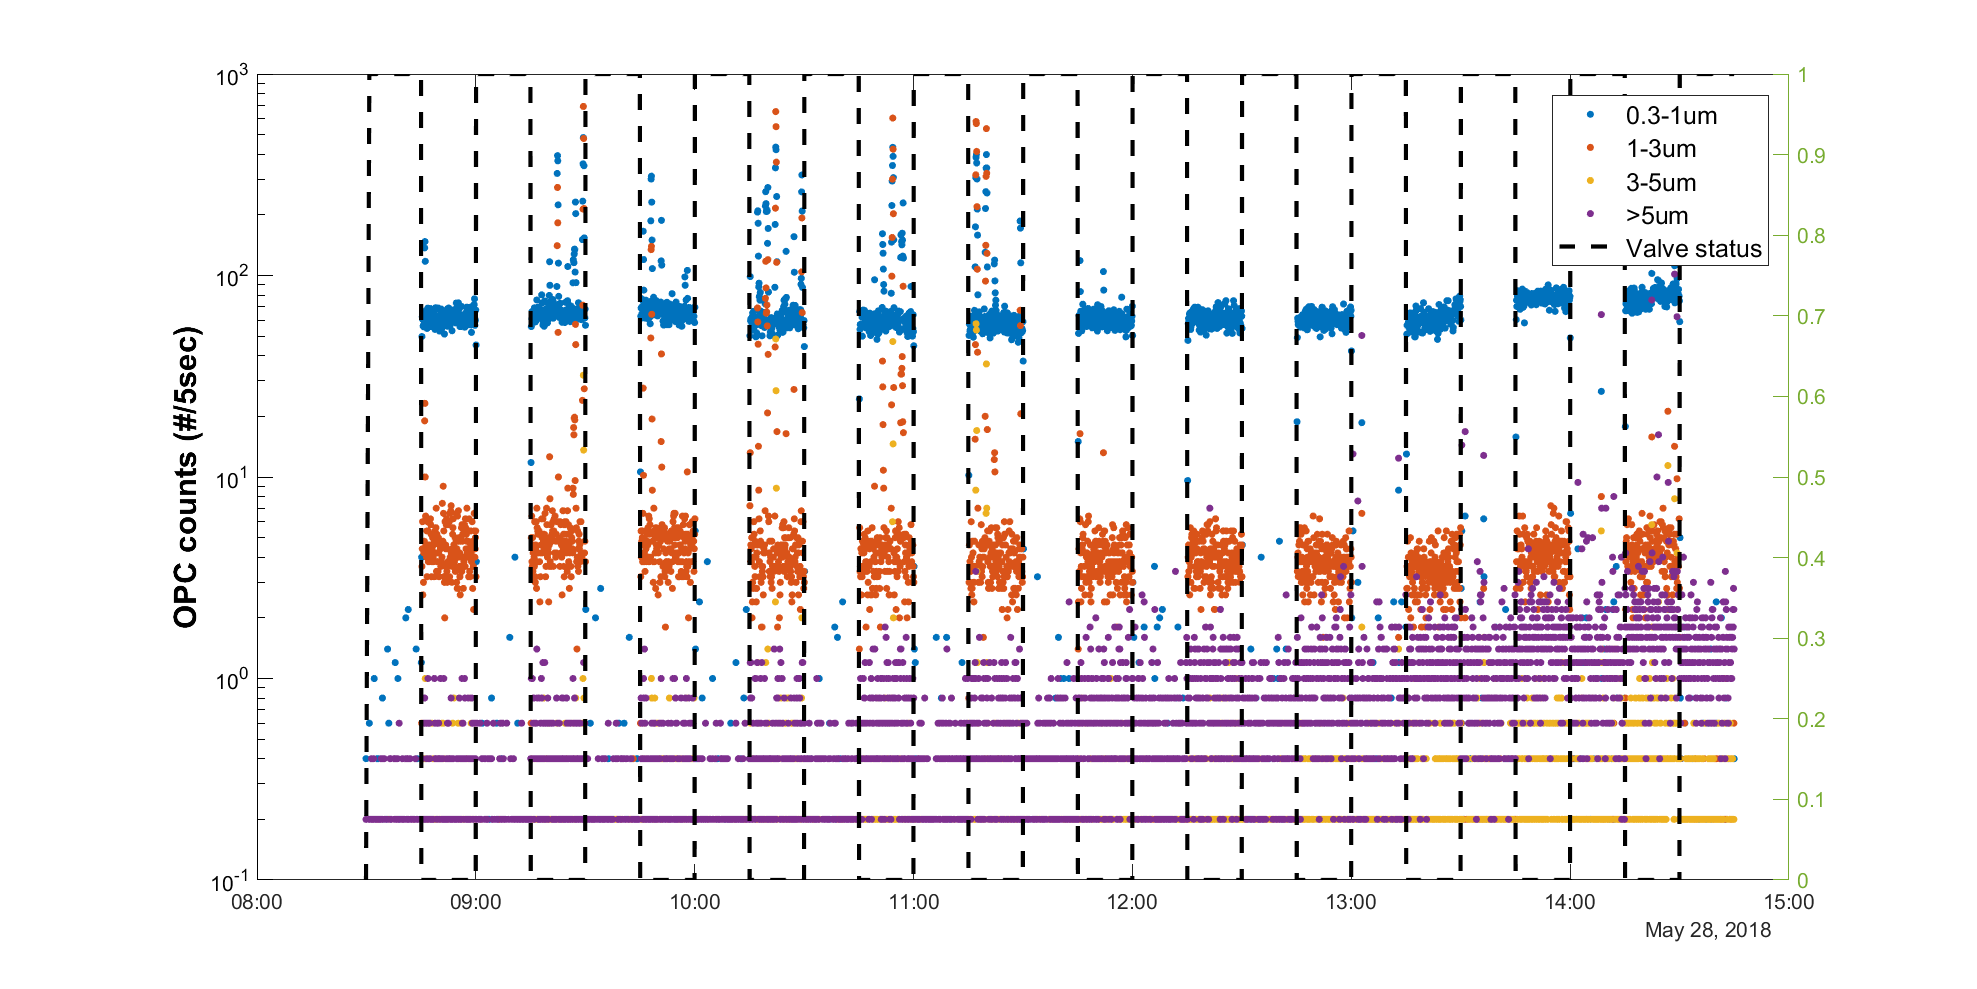 OPC counts (#/5sec)
10^3
10^2
10^1
10^0
10^-1
08:00 09:00 10:00 11:00 12:00 13:00 14:00 15:00
May 28, 2018
1
0.9
0.8
0.7
0.6
0.5
0.4
0.3
0.2
0.1
0
0.3-1um
1-3um
3-5um
>5um
Valve status